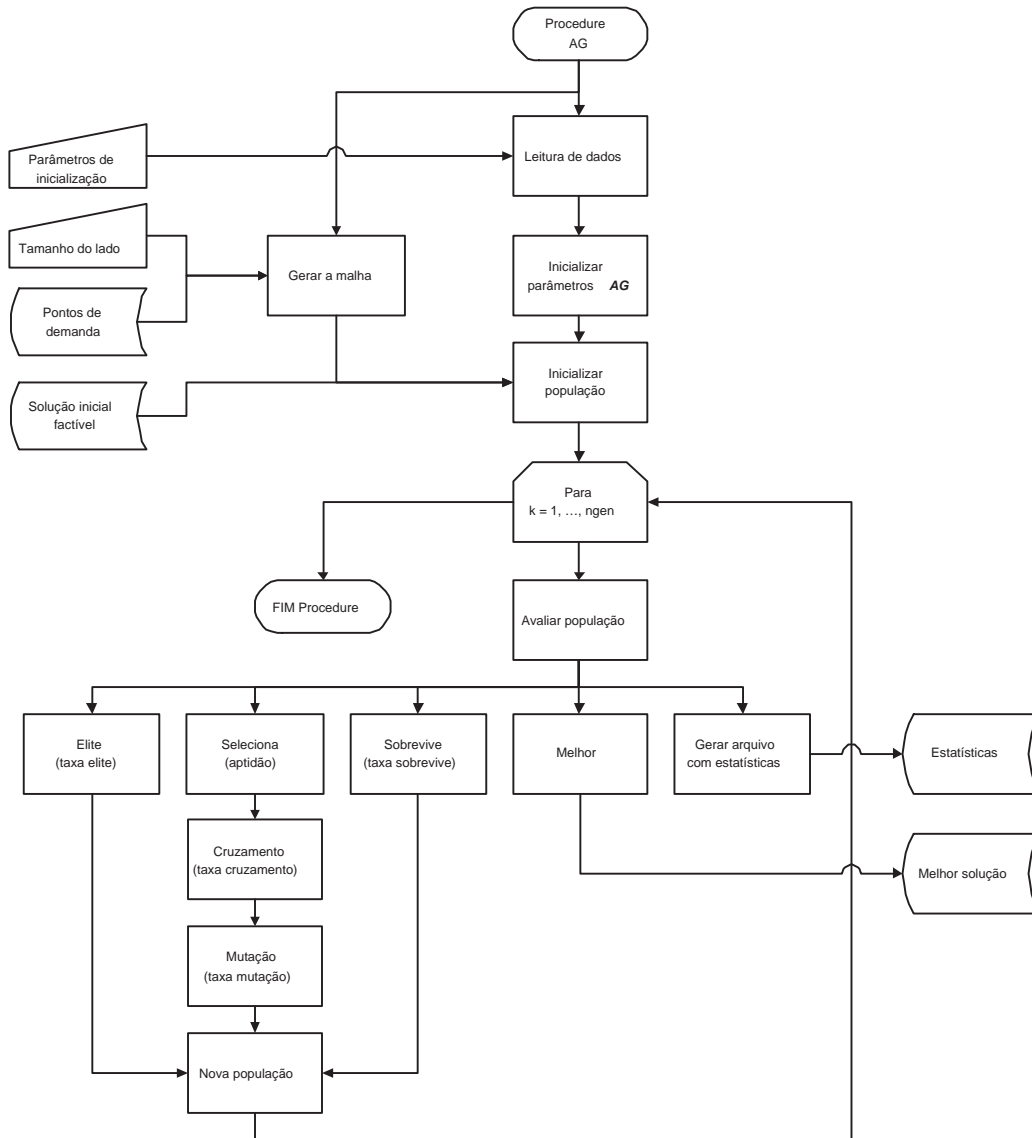 Procedure
AG
Parâmetros de
inicialização
Leitura de dados
Tamanho do lado
Gerar a malha
Inicializar
parâmetros AG
Pontos de
demanda
Inicializar
população
Solução inicial
factível
Para
k = 1, ..., ngen
FIM Procedure
Avaliar população
Elite
(taxa elite)
Seleciona
(aptidão)
Sobrevive
(taxa sobrevive)
Melhor
Gerar arquivo
com estatísticas
Estatísticas
Cruzamento
(taxa cruzamento)
Melhor solução
Mutação
(taxa mutação)
Nova população